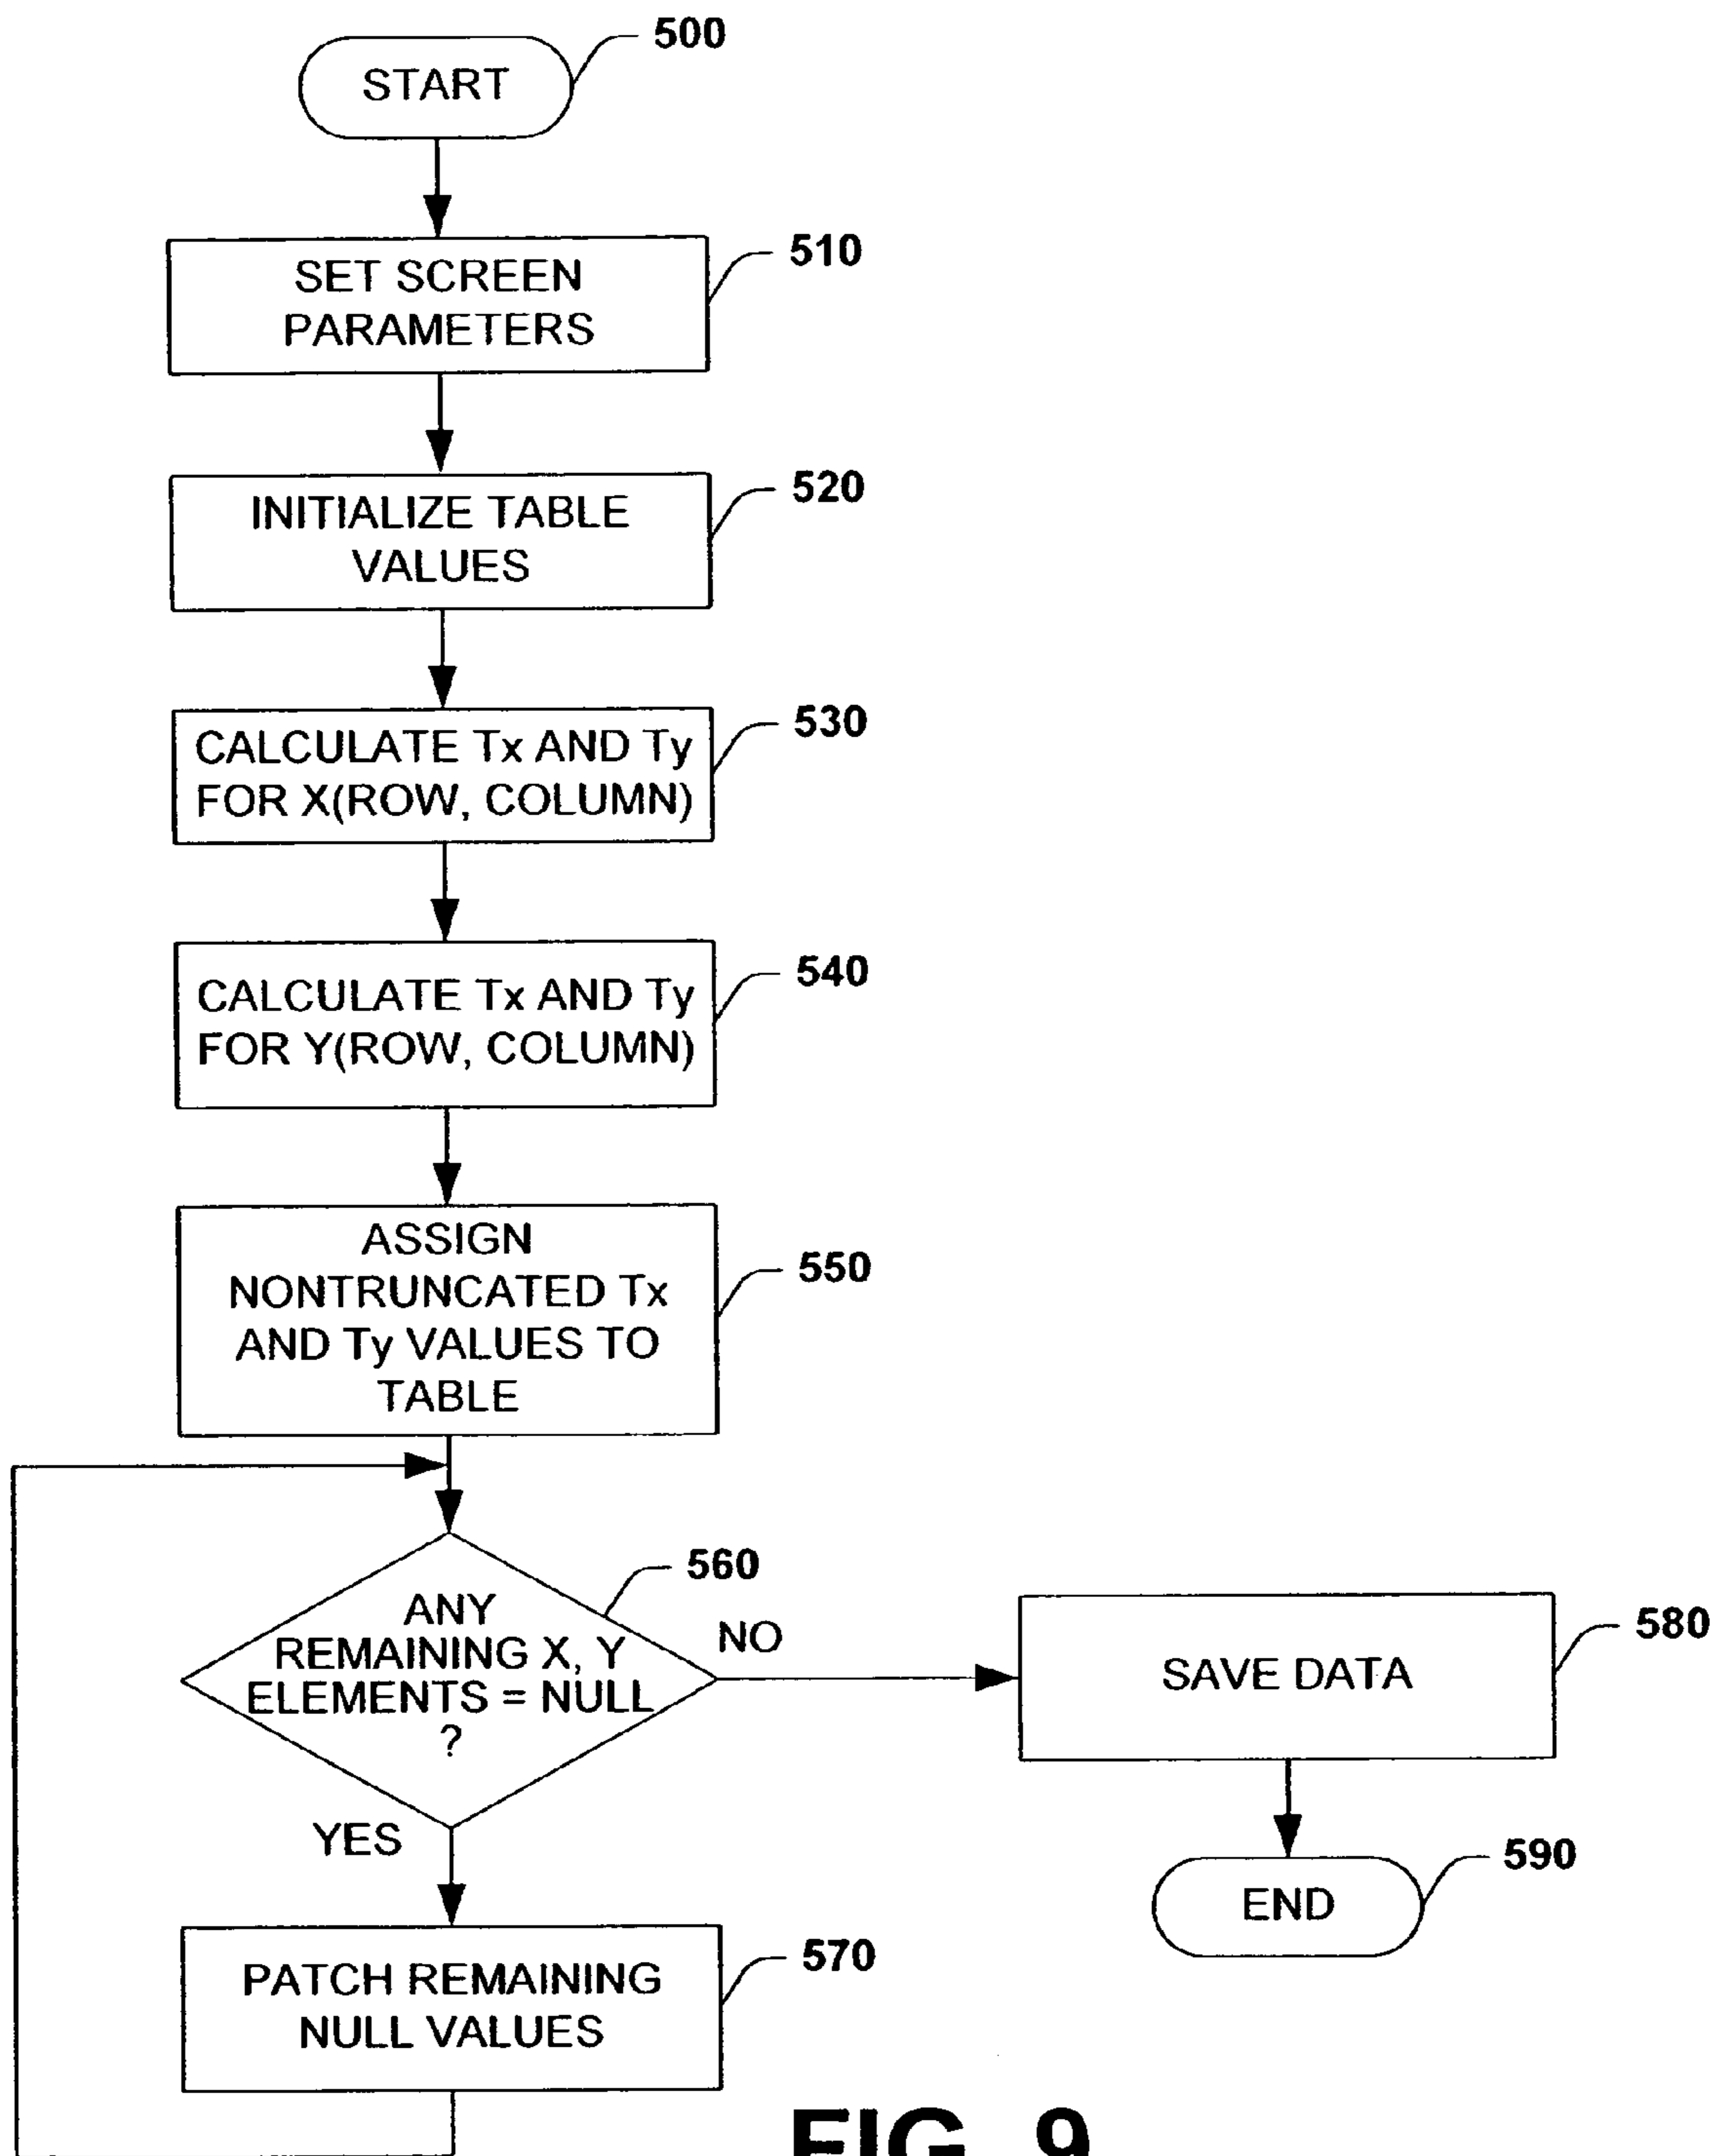 500
START
510
SET SCREEN
PARAMETERS
520
INITIALIZE TABLE
VALUES
530
CALCULATE Tx AND Ty
FOR X(ROW, COLUMN)
540
CALCULATE Tx AND Ty
FOR Y(ROW, COLUMN)
550
ASSIGN
NONTRUNCATED Tx
AND Ty VALUES TO
TABLE
560
ANY
REMAINING X, Y
ELEMENTS = NULL
?
NO
580
SAVE DATA
YES
590
END
570
PATCH REMAINING
NULL VALUES
FIG. 9